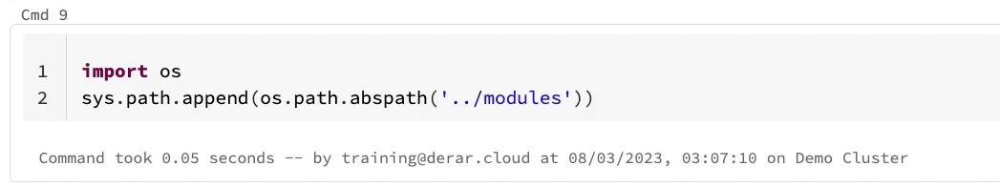 Cmd 9
1 import os
2 sys.path.append(os.path.abspath('../modules'))
Command took 0.05 seconds -- by training@derar.cloud at 08/03/2023, 03:07:10 on Demo Cluster